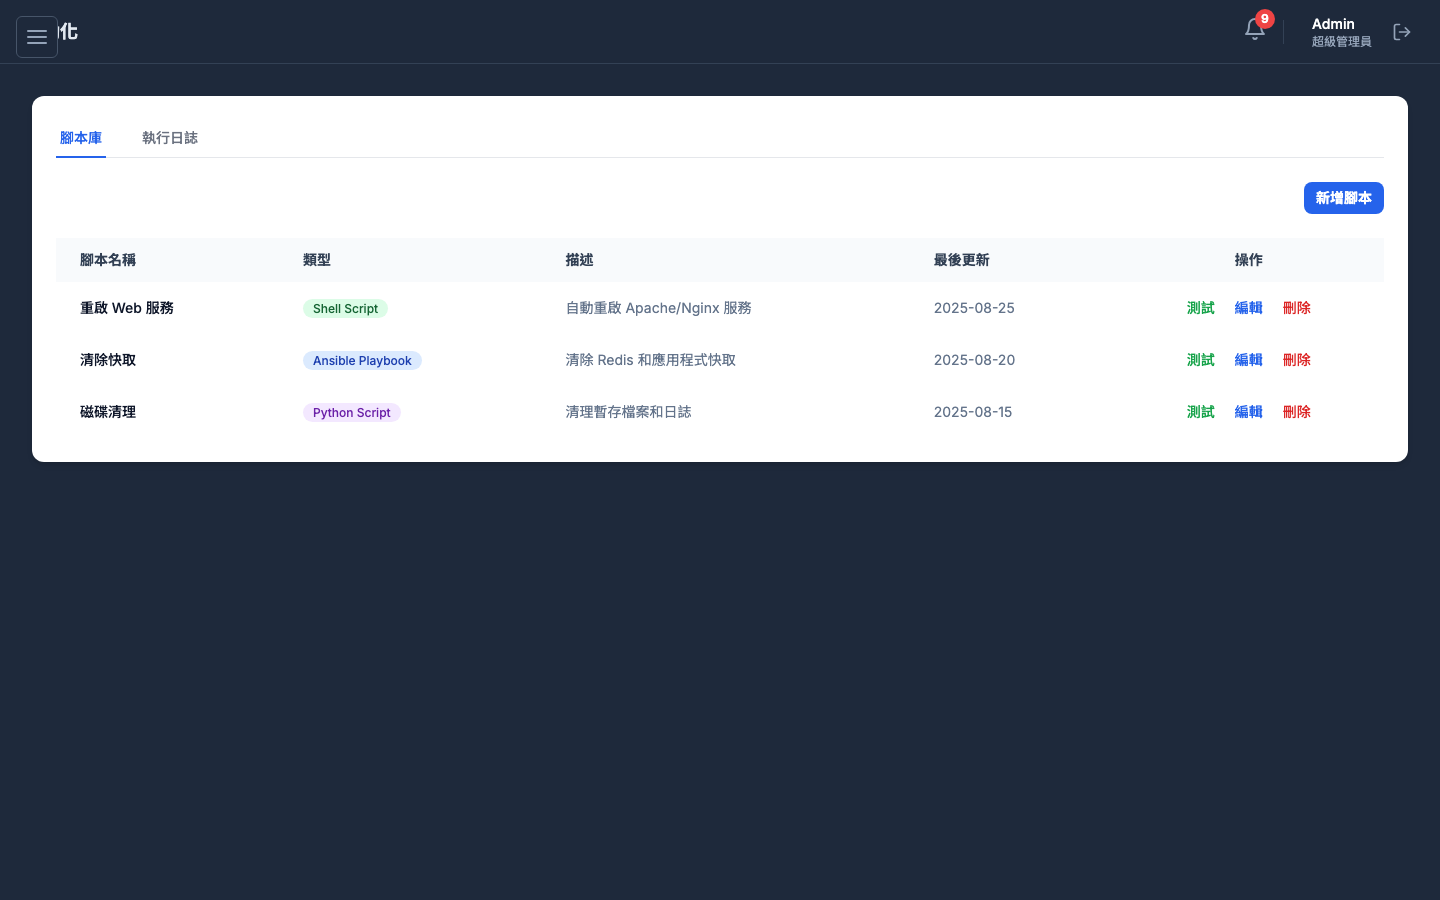 化
9
Admin
超級管理員
腳本庫 執行日誌
新增腳本
腳本名稱 類型 描述 最後更新 操作
重啟 Web 服務 Shell Script 自動重啟 Apache/Nginx 服務 2025-08-25 測試 編輯 刪除
清除快取 Ansible Playbook 清除 Redis 和應用程式快取 2025-08-20 測試 編輯 刪除
磁碟清理 Python Script 清理暫存檔案和日誌 2025-08-15 測試 編輯 刪除